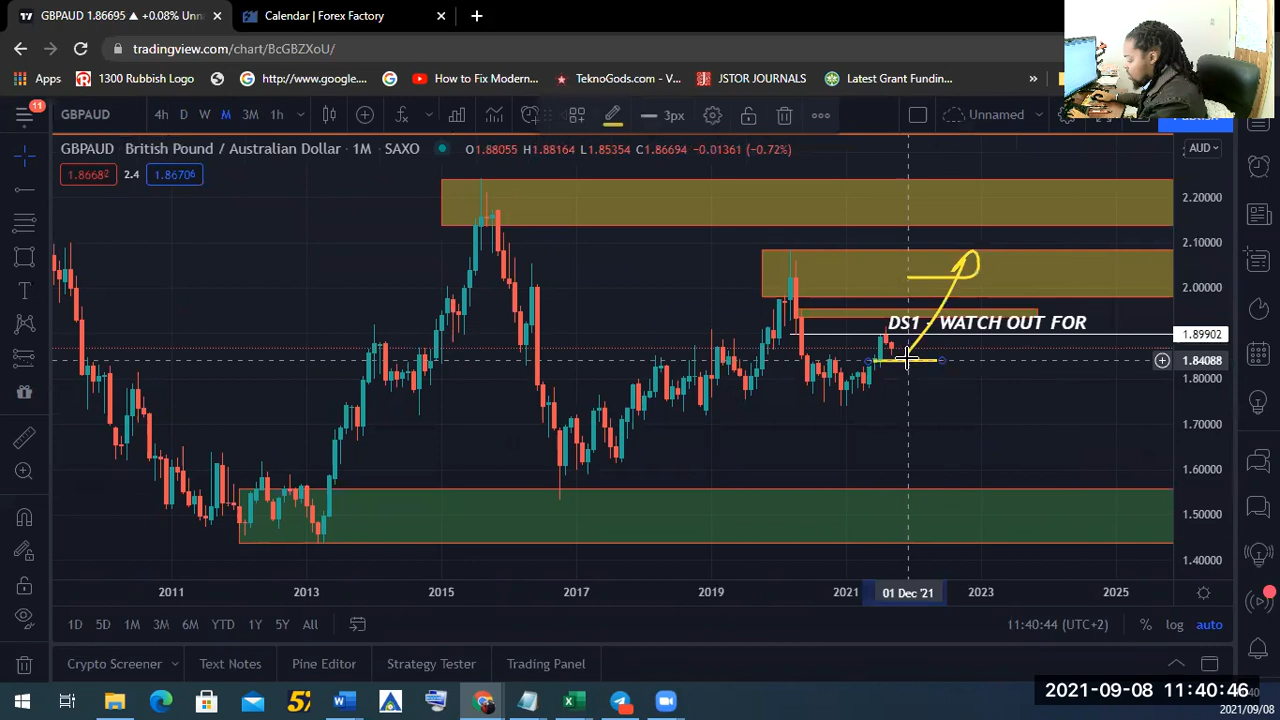 GBPAUD 1.86695 ▲ +0.08% Unn
Calendar | Forex Factory
tradingview.com/chart/BcGBZXoU/
Apps
1300 Rubbish Logo
http://www.google....
How to Fix Modern...
TeknoGods.com - V...
JSTOR JOURNALS
Latest Grant Fundin...
»
11
GBPAUD
4h D W M 3M 1h
3px
Unnamed
Publish
GBPAUD British Pound / Australian Dollar • 1M • SAXO
O1.88055 H1.88164 L1.85354 C1.86694 −0.01361 (−0.72%)
AUD
1.86682 2.4 1.86706
2.20000
2.10000
2.00000
DS1 - WATCH OUT FOR
1.89902
1.84088
1.80000
1.70000
1.60000
1.50000
1.40000
2011 2013 2015 2017 2019 2021 01 Dec '21 2023 2025
1D 5D 1M 3M 6M YTD 1Y 5Y All
11:40:44 (UTC+2) % log auto
Crypto Screener Text Notes Pine Editor Strategy Tester Trading Panel
2021-09-08 11:40:46
2021/09/08